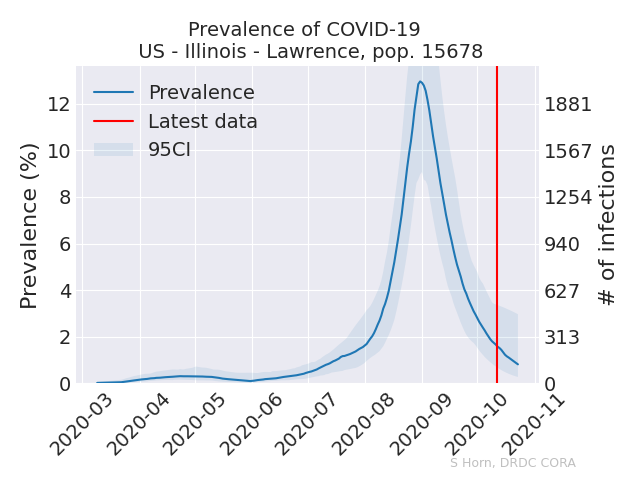 Prevalence of COVID-19
US - Illinois - Lawrence, pop. 15678
Prevalence (%)
12
10
8
6
4
2
0
Prevalence
Latest data
95CI
1881
1567
1254
940
627
313
0
# of infections
2020-03
2020-04
2020-05
2020-06
2020-07
2020-08
2020-09
2020-10
2020-11
S Horn, DRDC CORA